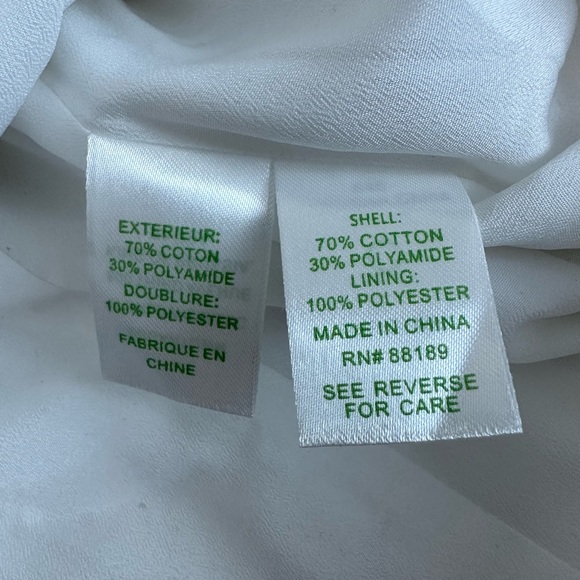 EXTERIEUR:
70% COTON
30% POLYAMIDE
DOUBLURE:
100% POLYESTER
FABRIQUE EN
CHINE
SHELL:
70% COTTON
30% POLYAMIDE
LINING:
100% POLYESTER
MADE IN CHINA
RN# 88189
SEE REVERSE
FOR CARE